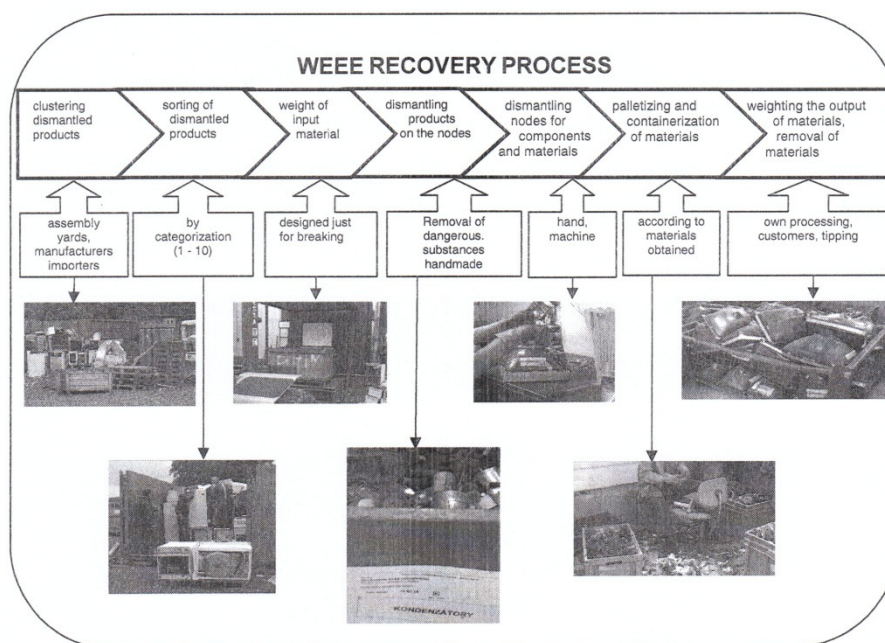 WEEE RECOVERY PROCESS
clustering
dismantled
products
sorting of
dismantled
products
weight of
input
material
dismantling
products
on the nodes
dismantling
nodes for
components
and materials
palletizing and
containerization
of materials
weighting the output
of materials,
removal of
materials
assembly
yards,
manufacturers
importers
by
categorization
(1 - 10)
designed just
for breaking
Removal of
dangerous.
substances
handmade
hand,
machine
according to
materials
obtained
own processing,
customers, tipping
KONDENZÁTORY